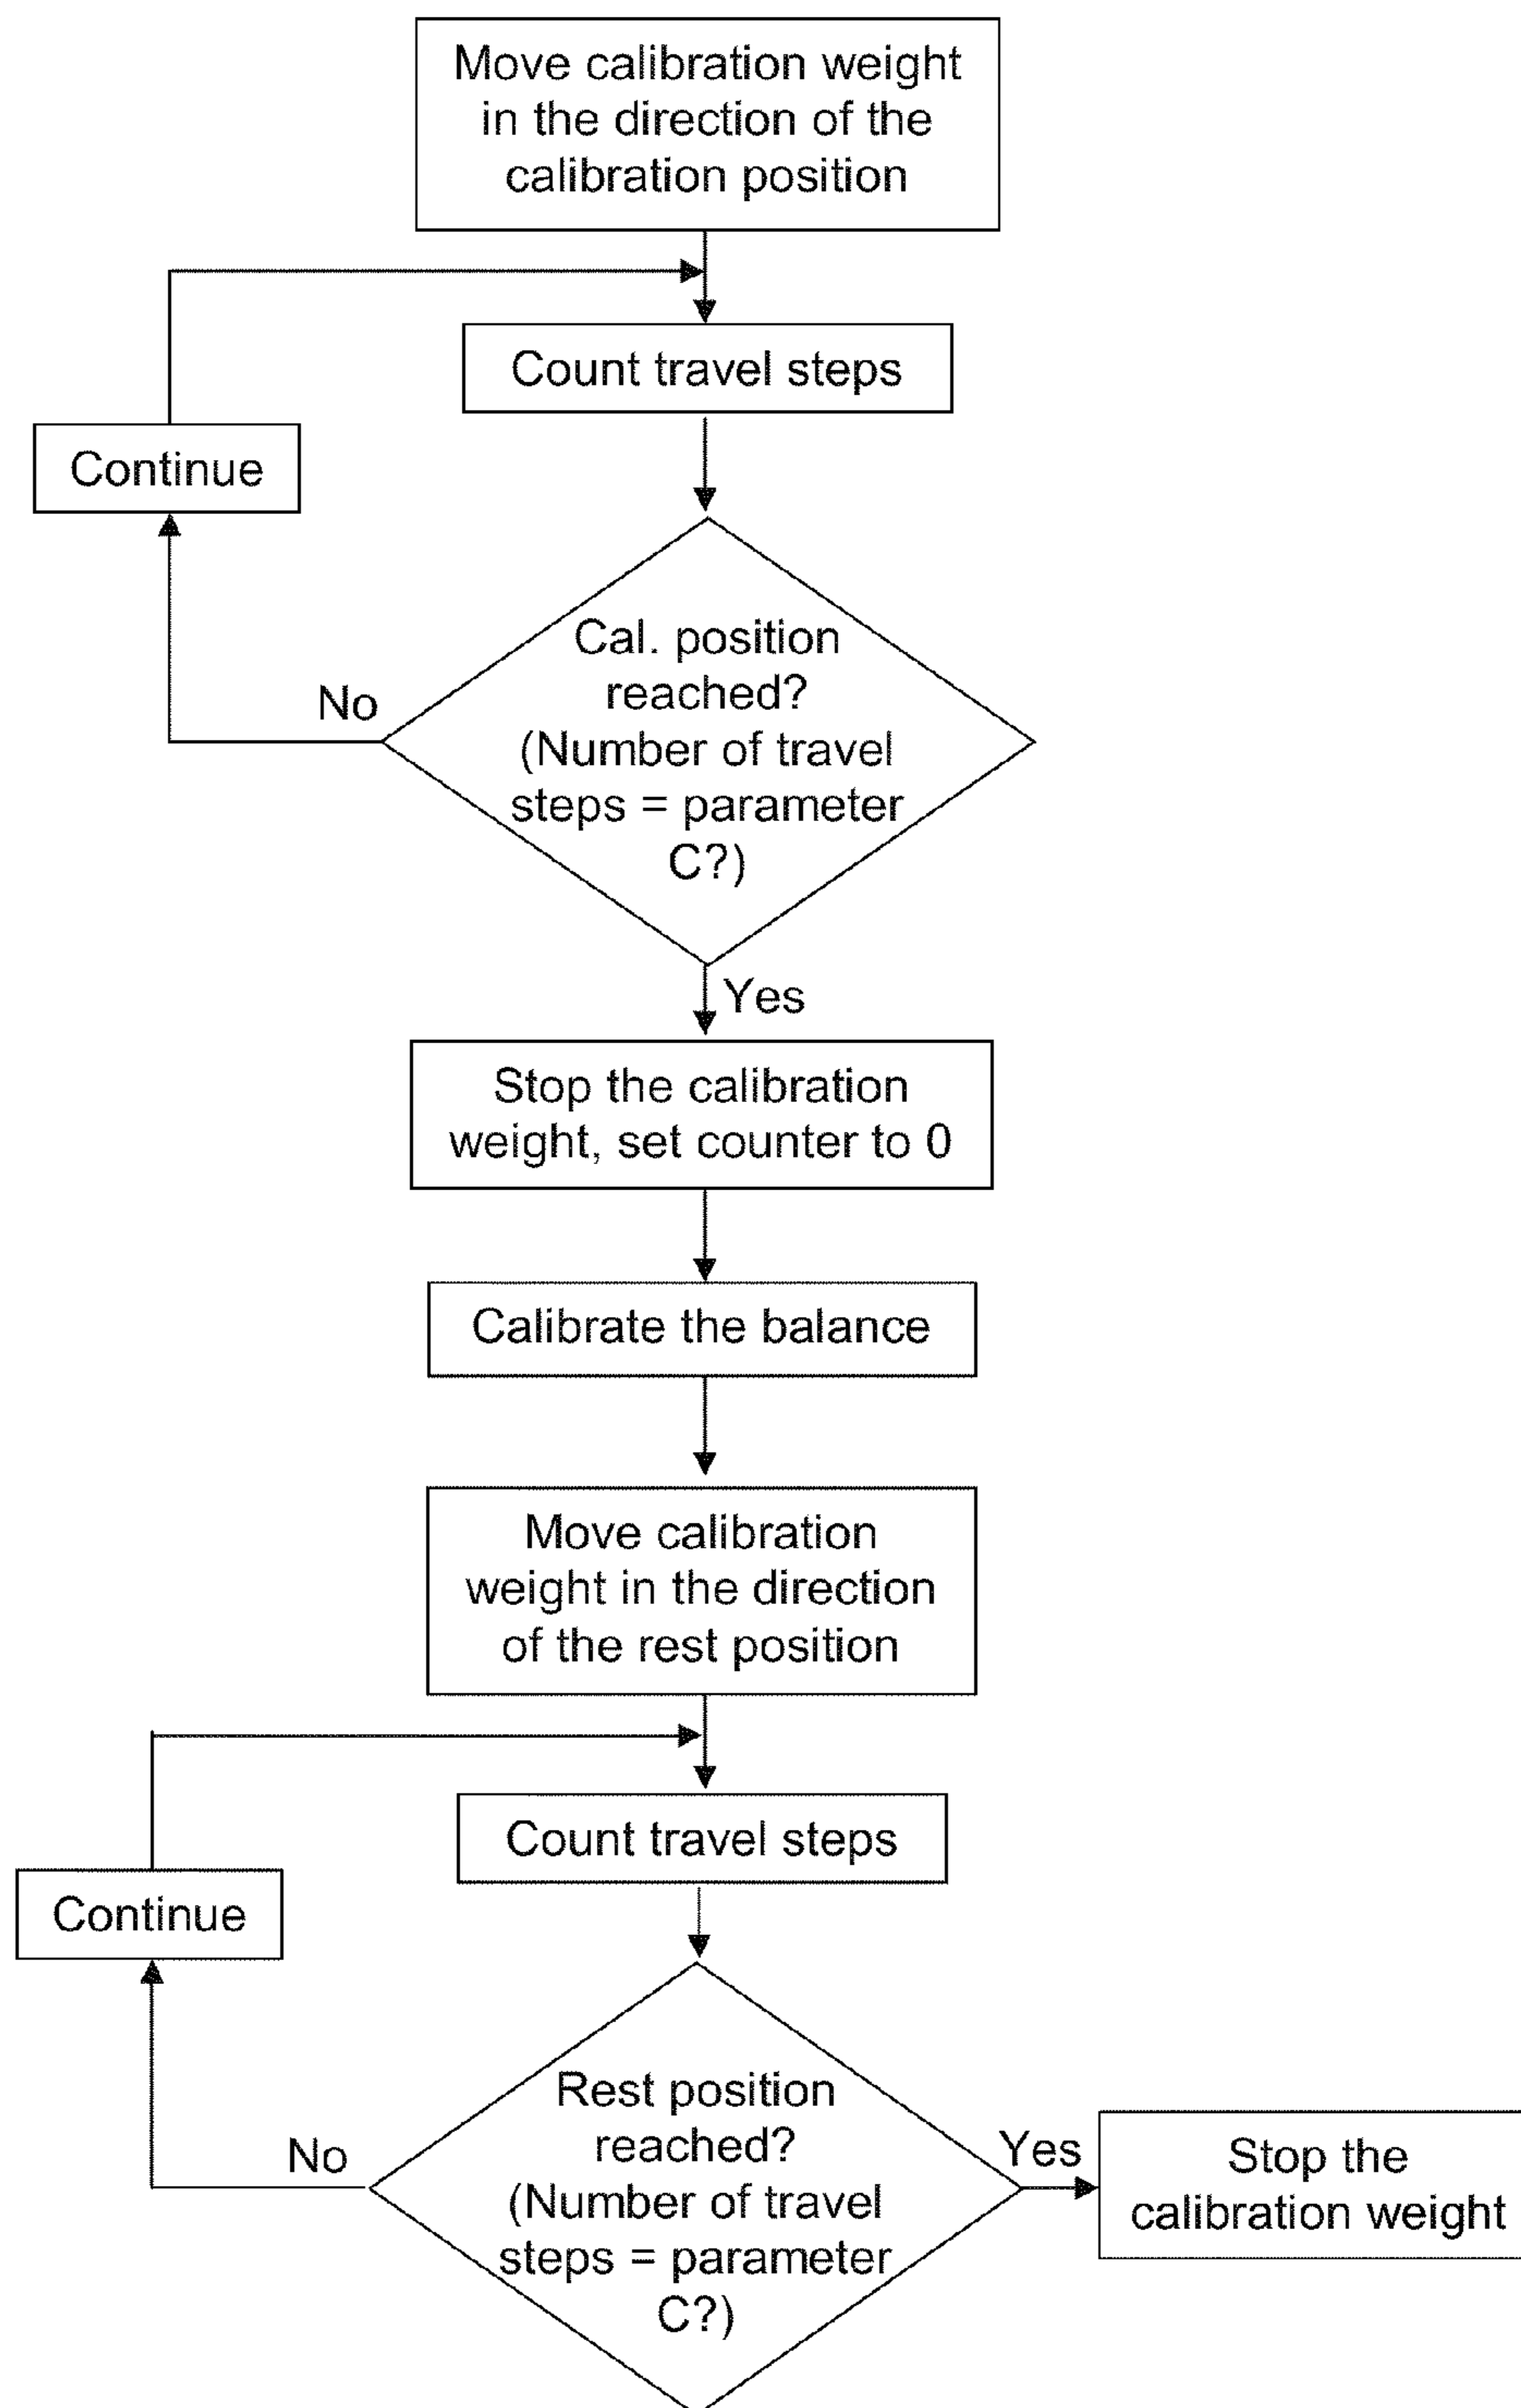 Move calibration weight
in the direction of the
calibration position
Count travel steps
Continue
Cal. position
reached?
(Number of travel
steps = parameter
C?)
No
Yes
Stop the calibration
weight, set counter to 0
Calibrate the balance
Move calibration
weight in the direction
of the rest position
Count travel steps
Continue
Rest position
reached?
(Number of travel
steps = parameter
C?)
No
Yes
Stop the
calibration weight